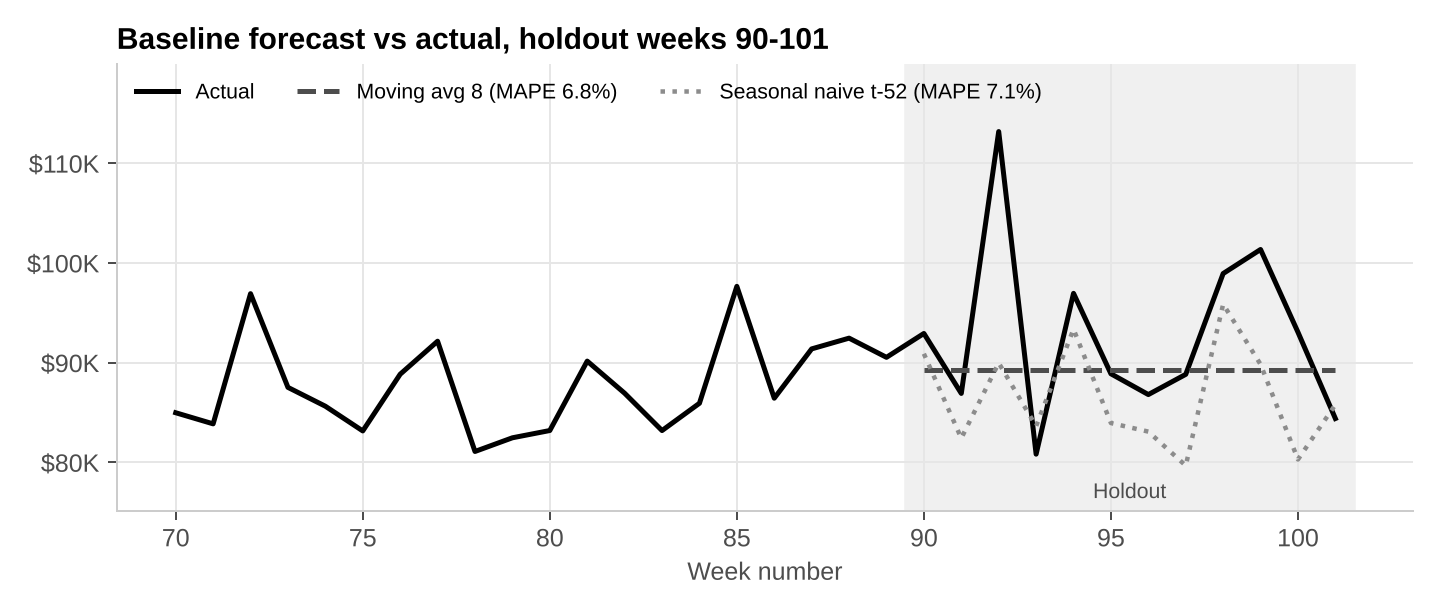 Baseline forecast vs actual, holdout weeks 90-101
Actual
Moving avg 8 (MAPE 6.8%)
Seasonal naive t-52 (MAPE 7.1%)
$110K
$100K
$90K
$80K
Holdout
70
75
80
85
90
95
100
Week number